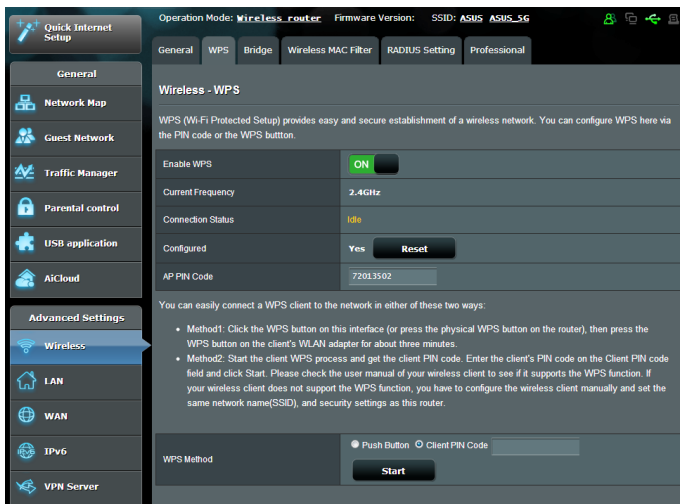 Quick Internet
Setup
Operation Mode: Wireless router Firmware Version: SSID: ASUS ASUS_5G
General WPS Bridge Wireless MAC Filter RADIUS Setting Professional
General
Network Map
Guest Network
Traffic Manager
Parental control
USB application
AiCloud
Advanced Settings
Wireless
LAN
WAN
IPv6
IPv6
VPN Server
Wireless - WPS
WPS (Wi-Fi Protected Setup) provides easy and secure establishment of a wireless network. You can configure WPS here via
the PIN code or the WPS buttton.
Enable WPS ON
Current Frequency 2.4GHz
Connection Status Idle
Configured Yes Reset
AP PIN Code 72013502
You can easily connect a WPS client to the network in either of these two ways:
• Method1: Click the WPS button on this interface (or press the physical WPS button on the router), then press the
WPS button on the client's WLAN adapter for about three minutes.
• Method2: Start the client WPS process and get the client PIN code. Enter the client's PIN code on the Client PIN code
field and click Start. Please check the user manual of your wireless client to see if it supports the WPS function. If
your wireless client does not support the WPS function, you have to configure the wireless client manually and set the
same network name(SSID), and security settings as this router.
WPS Method Push Button Client PIN Code
Start